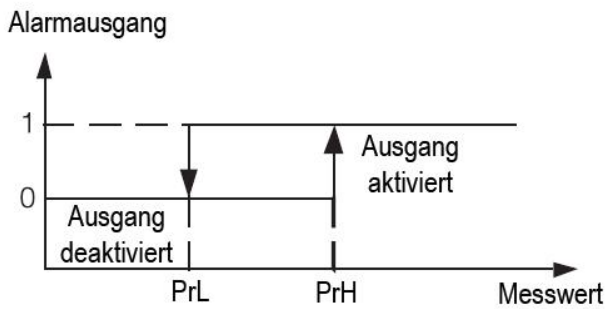 Alarmausgang
1
Ausgang
aktiviert
0
Ausgang
deaktiviert
PrL
PrH
Messwert